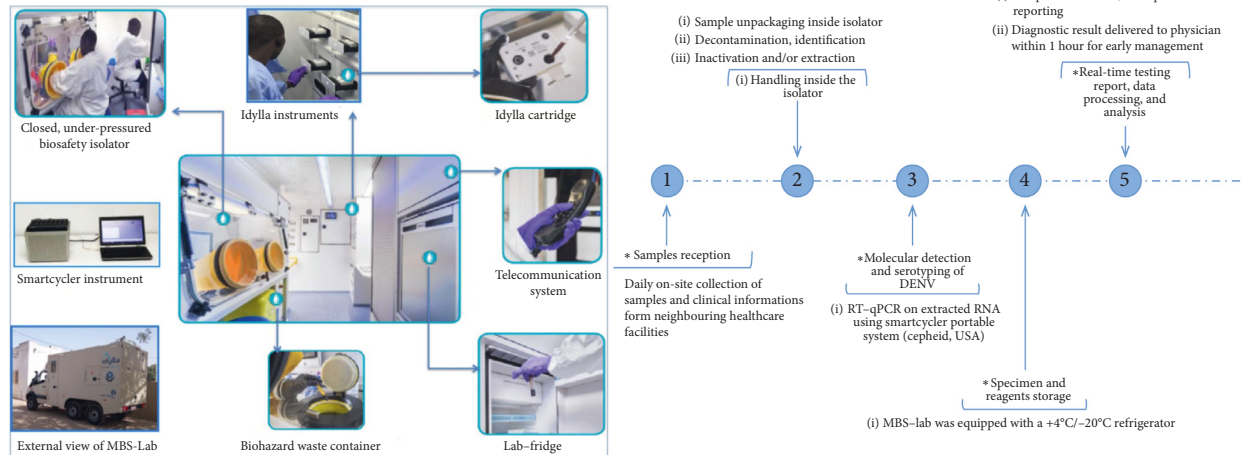 Closed, under-pressured
biosafety isolator
Idylla instruments
Idylla cartridge
Smartcycler instrument
Telecommunication
system
External view of MBS-Lab
Biohazard waste container
Lab–fridge
(i) Sample unpackaging inside isolator
(ii) Decontamination, identification
(iii) Inactivation and/or extraction
(i) Handling inside the
isolator
reporting
(ii) Diagnostic result delivered to physician
within 1 hour for early management
*Real-time testing
report, data
processing, and
analysis
1
2
3
4
5
* Samples reception
Daily on-site collection of
samples and clinical informations
form neighbouring healthcare
facilities
*Molecular detection
and serotyping of
DENV
(i) RT–qPCR on extracted RNA
using smartcycler portable
system (cepheid, USA)
* Specimen and
reagents storage
(i) MBS–lab was equipped with a +4°C/–20°C refrigerator